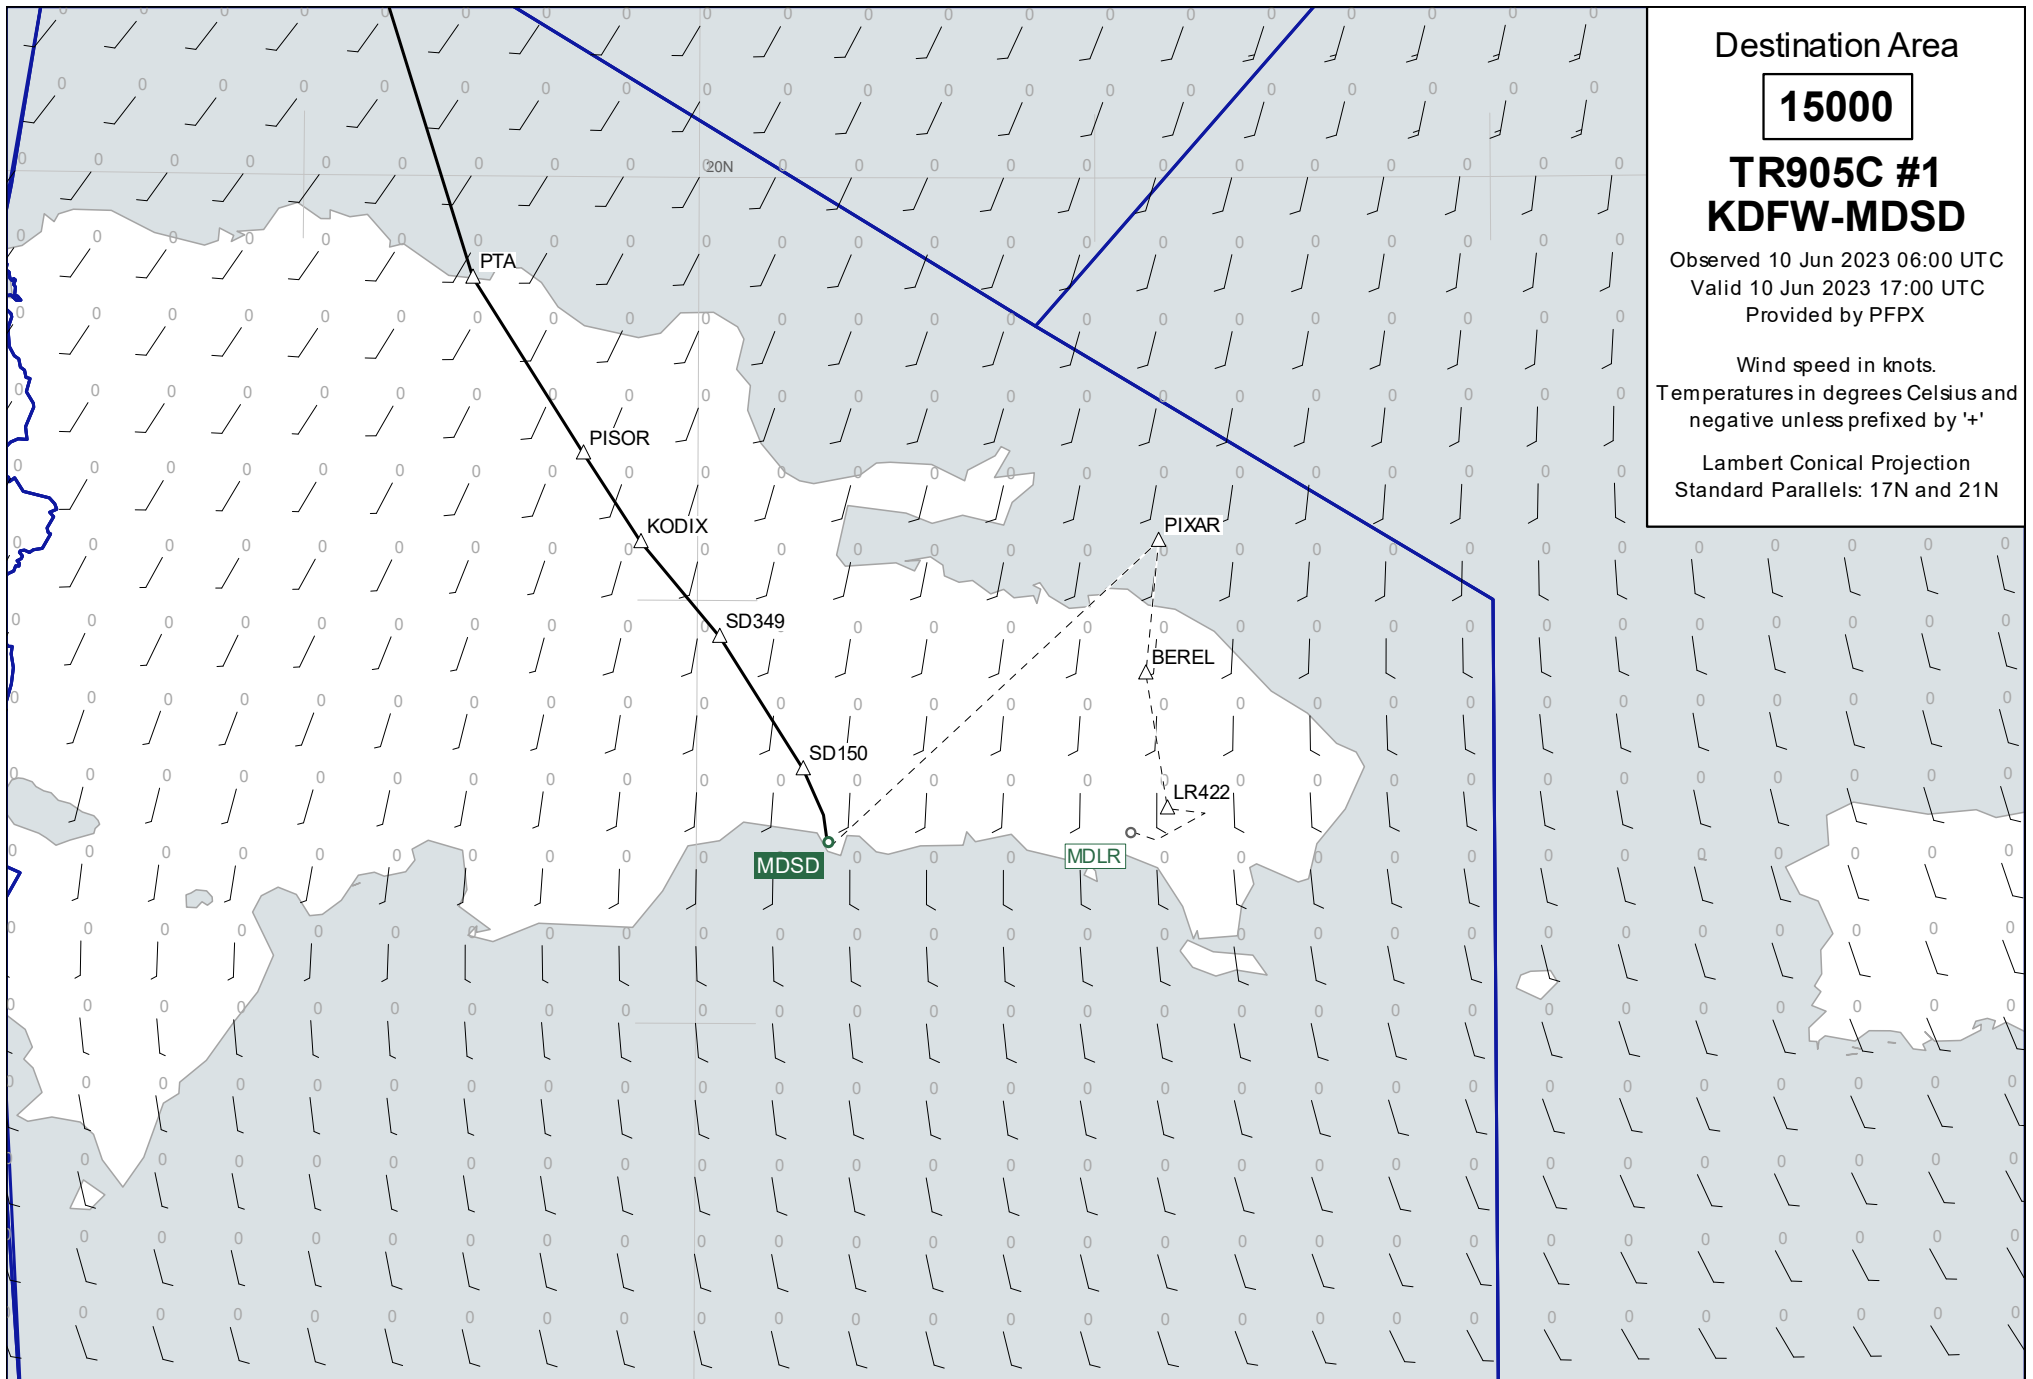 Destination Area
15000
TR905C #1
KDFW-MDSD
Observed 10 Jun 2023 06:00 UTC
Valid 10 Jun 2023 17:00 UTC
Provided by PFPX
Wind speed in knots.
Temperatures in degrees Celsius and
negative unless prefixed by '+'
Lambert Conical Projection
Standard Parallels: 17N and 21N
20N
PTA
PISOR
KODIX
PIXAR
SD349
BEREL
SD150
LR422
MDSD
MDLR